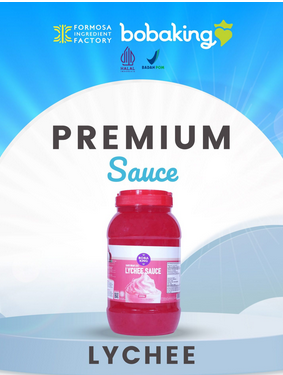 FORMOSA
INGREDIENT
FACTORY
bobaking
HALAL
BADAN POM
PREMIUM
Sauce
LYCHEE SAUCE
LYCHEE